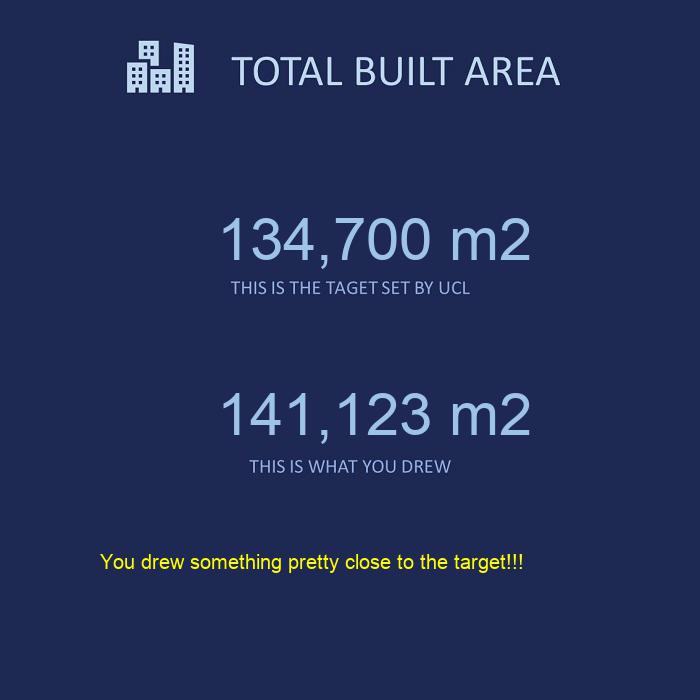 TOTAL BUILT AREA
134,700 m2
THIS IS THE TAGET SET BY UCL
141,123 m2
THIS IS WHAT YOU DREW
You drew something pretty close to the target!!!